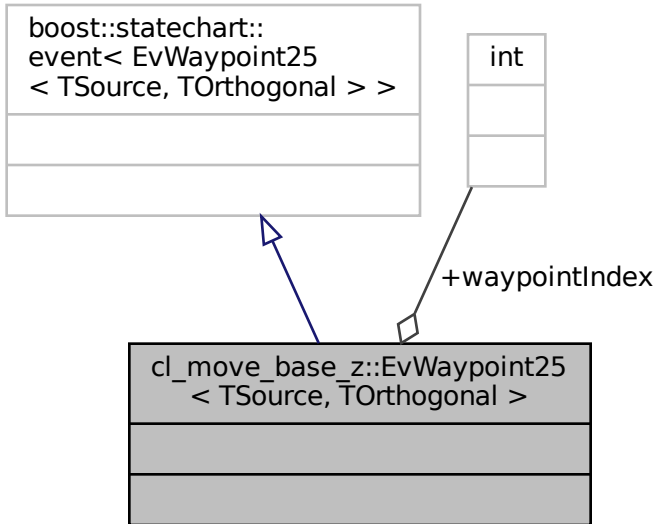 boost::statechart::
event< EvWaypoint25
< TSource, TOrthogonal > >
int
+waypointIndex
cl_move_base_z::EvWaypoint25
< TSource, TOrthogonal >